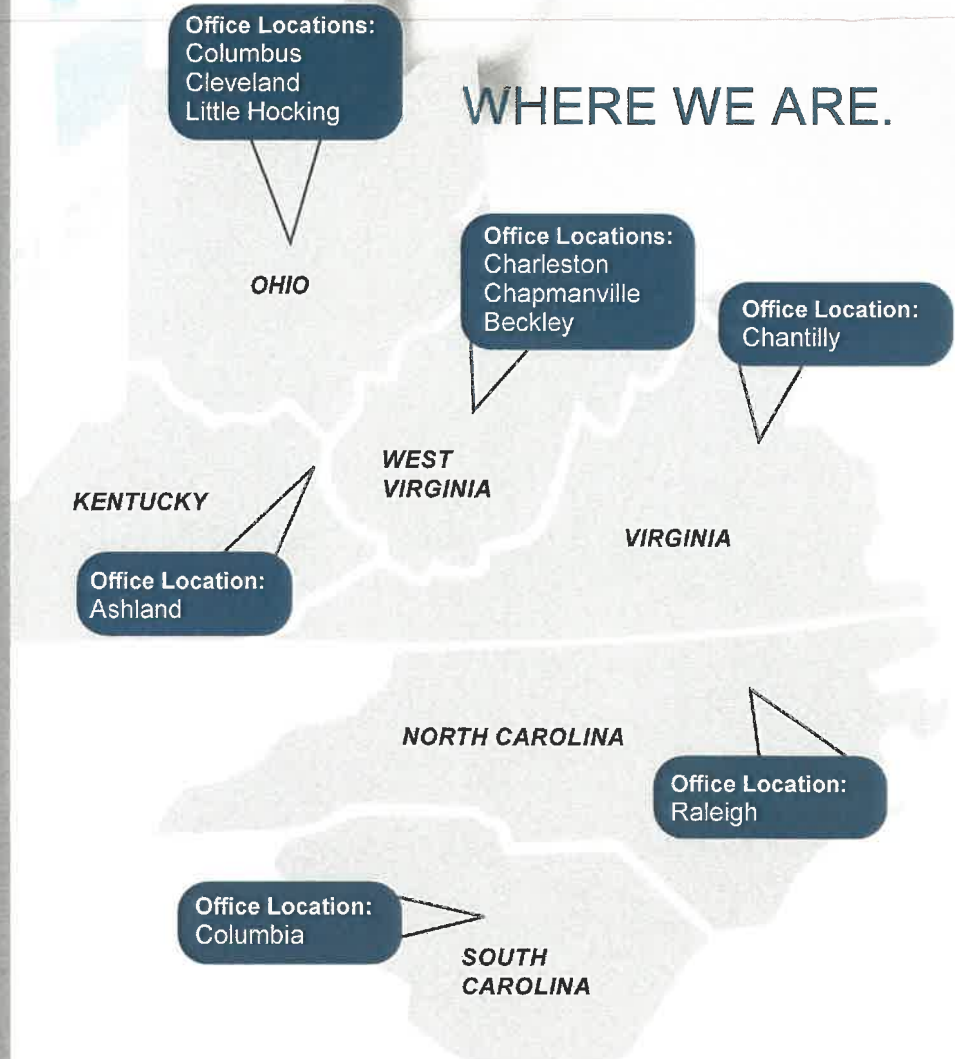 Office Locations:
Columbus
Cleveland
Little Hocking
WHERE WE ARE.
OHIO
Office Locations:
Charleston
Chapmanville
Beckley
Office Location:
Chantilly
WEST
VIRGINIA
KENTUCKY
VIRGINIA
Office Location:
Ashland
NORTH CAROLINA
Office Location:
Raleigh
Office Location:
Columbia
SOUTH
CAROLINA